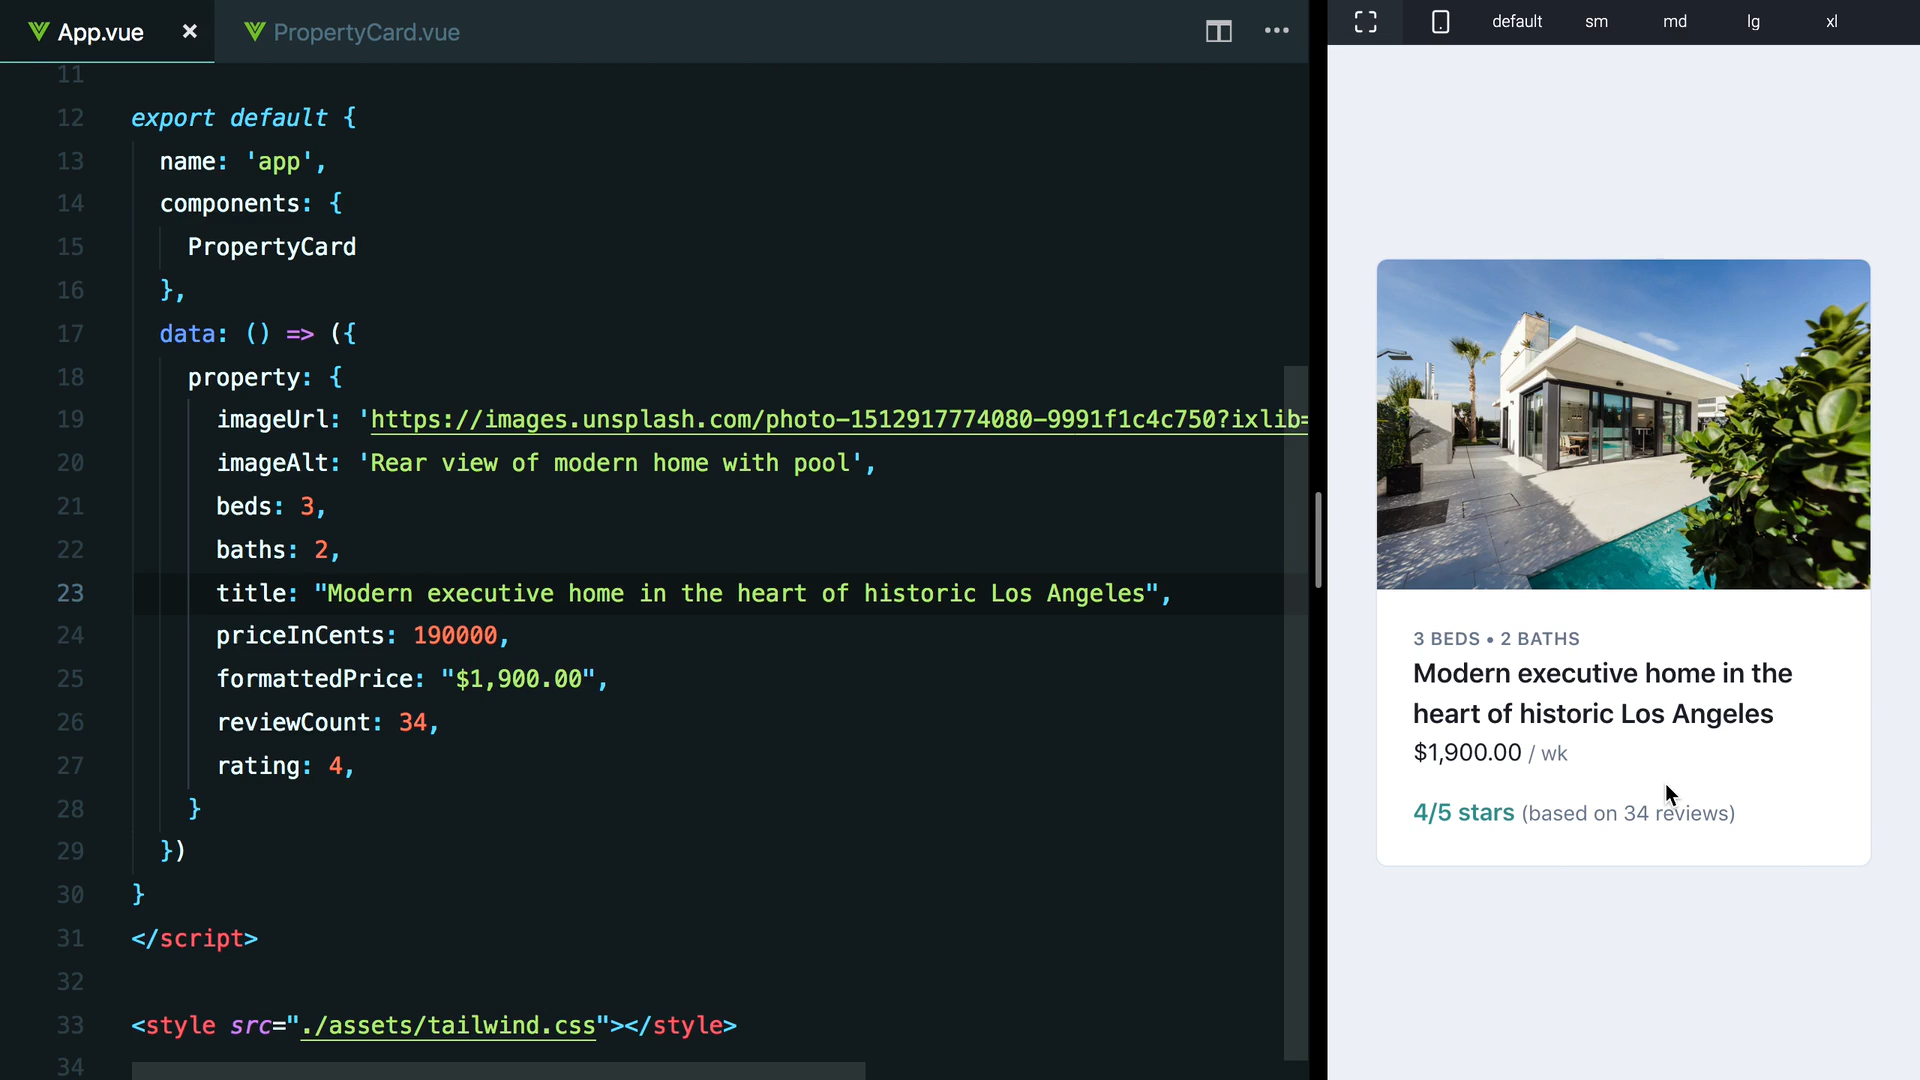 App.vue × PropertyCard.vue •••
default sm md lg xl
11
12 export default {
13 name: 'app',
14 components: {
15 PropertyCard
16 },
17 data: () => ({
18 property: {
19 imageUrl: 'https://images.unsplash.com/photo-1512917774080-9991f1c4c750?ixlib=
20 imageAlt: 'Rear view of modern home with pool',
21 beds: 3,
22 baths: 2,
23 title: "Modern executive home in the heart of historic Los Angeles",
24 priceInCents: 190000,
25 formattedPrice: "$1,900.00",
26 reviewCount: 34,
27 rating: 4,
28 }
29 })
30 }
31 </script>
32
33 <style src="./assets/tailwind.css"></style>
34
3 BEDS • 2 BATHS
Modern executive home in the
heart of historic Los Angeles
$1,900.00 / wk
4/5 stars (based on 34 reviews)